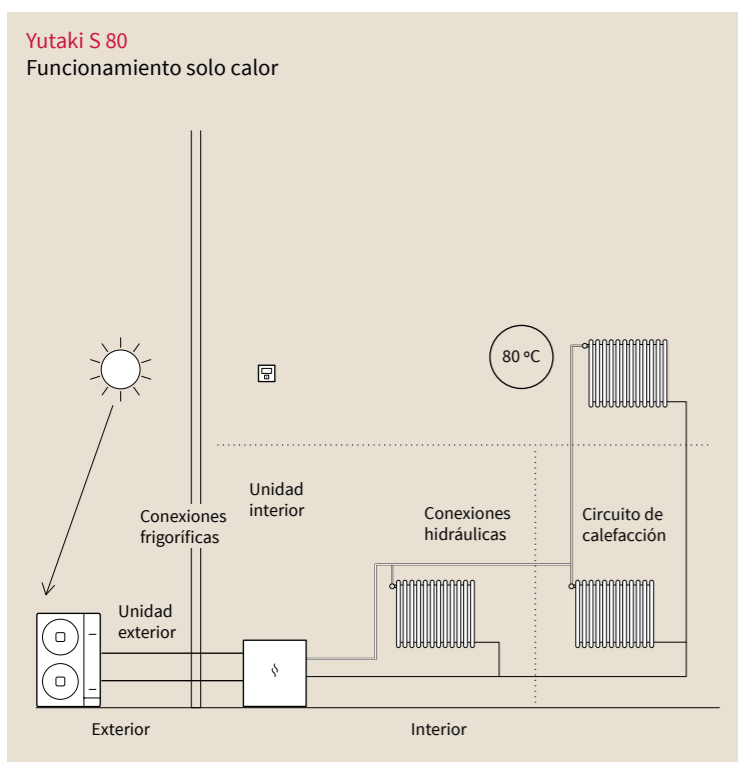 Yutaki S 80
Funcionamiento solo calor
80 ºC
Unidad
interior
Conexiones
frigoríficas
Conexiones
hidráulicas
Circuito de
calefacción
Unidad
exterior
Exterior
Interior